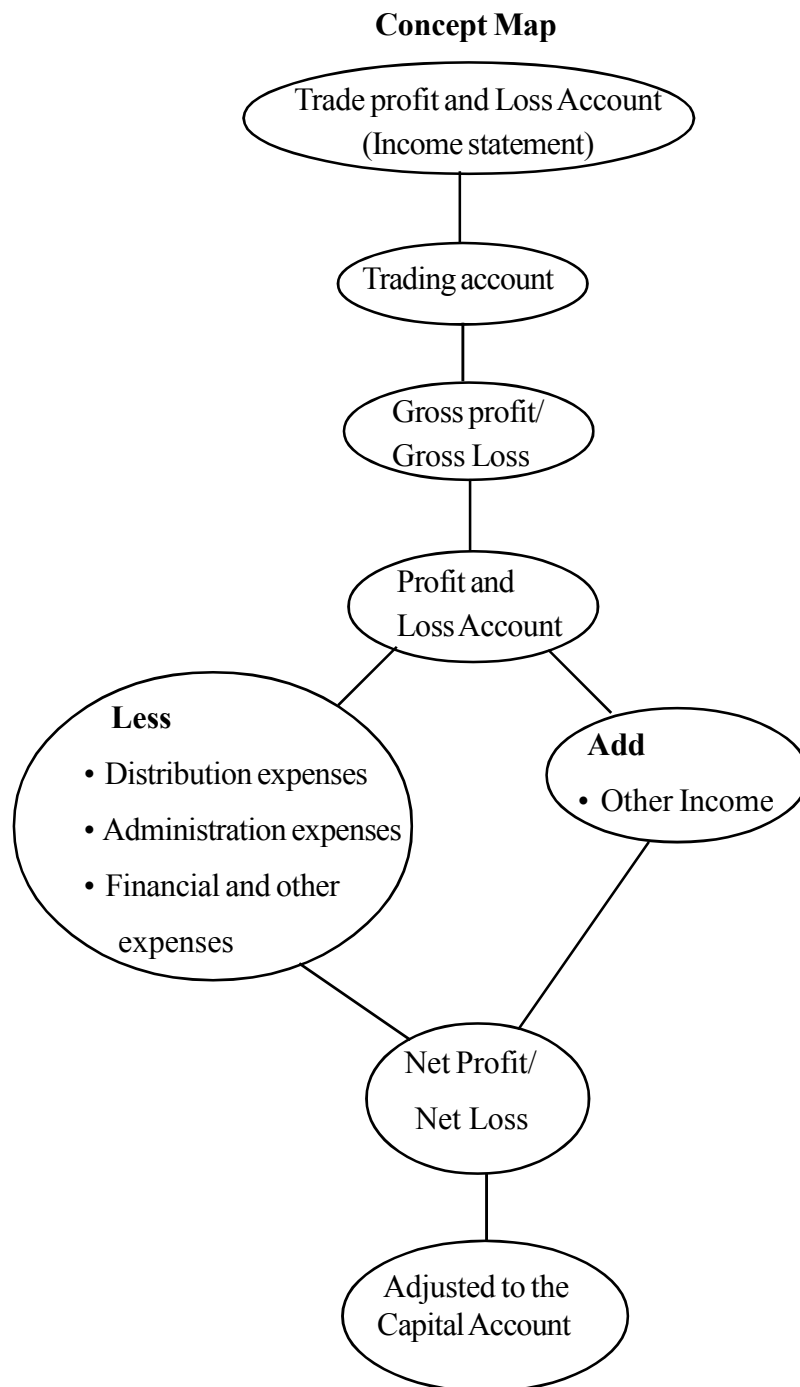 Concept Map
Trade profit and Loss Account
(Income statement)
Trading account
Gross profit/
Gross Loss
Profit and
Loss Account
Less
• Distribution expenses
• Administration expenses
• Financial and other
expenses
Add
• Other Income
Net Profit/
Net Loss
Adjusted to the
Capital Account